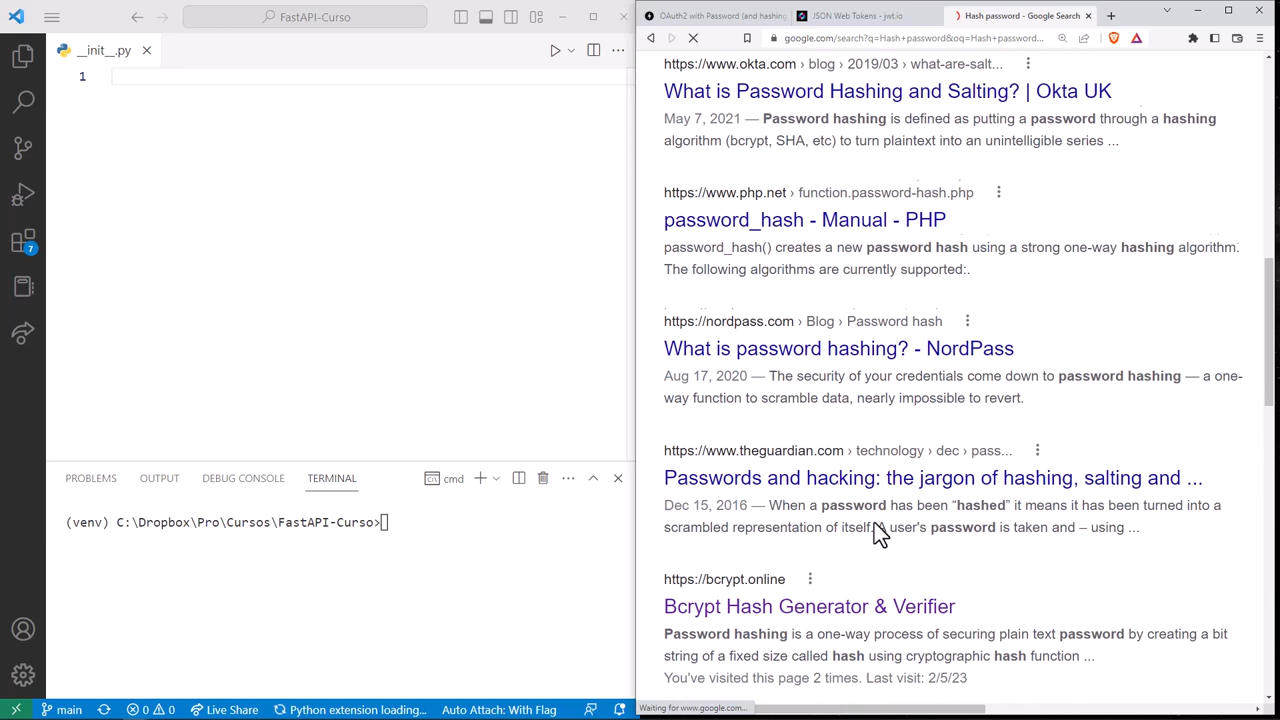 FastAPI-Curso
__init__.py
1
PROBLEMS OUTPUT DEBUG CONSOLE TERMINAL
cmd
(venv) C:\Dropbox\Pro\Cursos\FastAPI-Curso>
7
main
0 0
Live Share
Python extension loading...
Auto Attach: With Flag
OAuth2 with Password (and hashing
JSON Web Tokens - jwt.io
Hash password - Google Search
google.com/search?q=Hash+password&oq=Hash+password...
https://www.okta.com › blog › 2019/03 › what-are-salt...
What is Password Hashing and Salting? | Okta UK
May 7, 2021 — Password hashing is defined as putting a password through a hashing
algorithm (bcrypt, SHA, etc) to turn plaintext into an unintelligible series ...
https://www.php.net › function.password-hash.php
password_hash - Manual - PHP
password_hash() creates a new password hash using a strong one-way hashing algorithm.
The following algorithms are currently supported:.
https://nordpass.com › Blog › Password hash
What is password hashing? - NordPass
Aug 17, 2020 — The security of your credentials come down to password hashing — a one-
way function to scramble data, nearly impossible to revert.
https://www.theguardian.com › technology › dec › pass...
Passwords and hacking: the jargon of hashing, salting and ...
Dec 15, 2016 — When a password has been “hashed” it means it has been turned into a
scrambled representation of itself. user's password is taken and – using ...
https://bcrypt.online
Bcrypt Hash Generator & Verifier
Password hashing is a one-way process of securing plain text password by creating a bit
string of a fixed size called hash using cryptographic hash function ...
You've visited this page 2 times. Last visit: 2/5/23
Waiting for www.google.com...